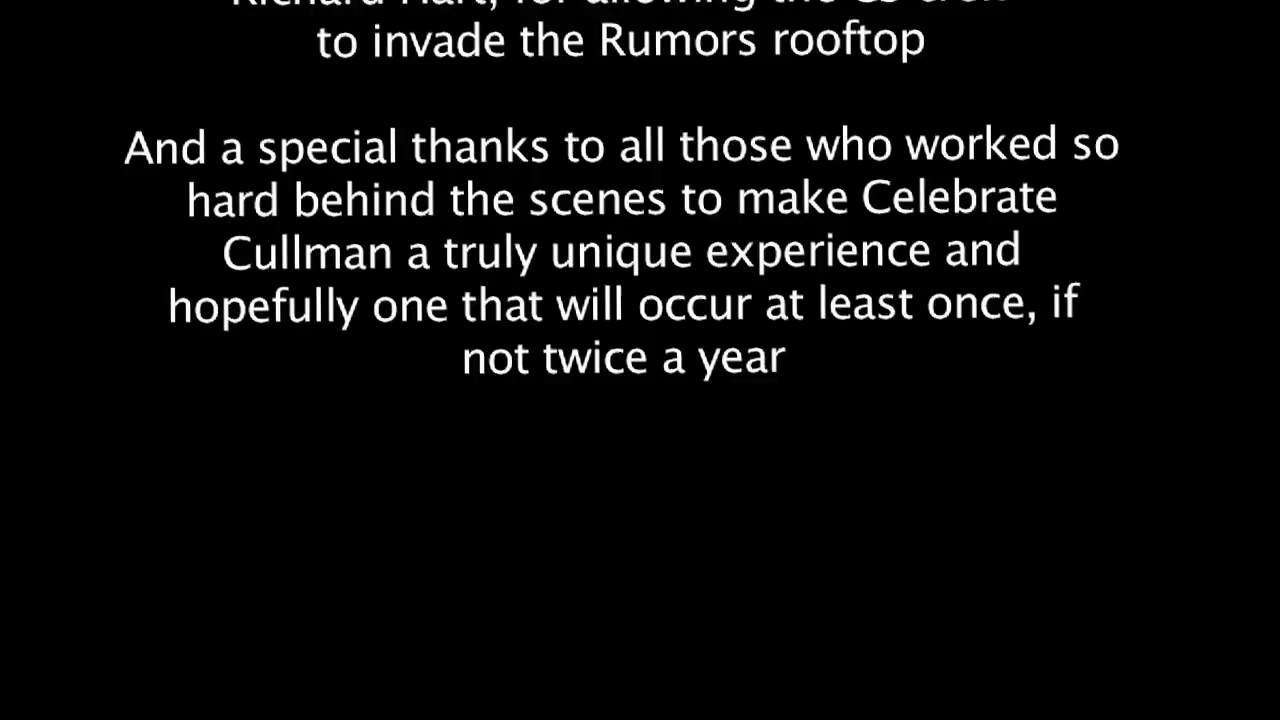 Richard Hart, for allowing the
to invade the Rumors rooftop
And a special thanks to all those who worked so
hard behind the scenes to make Celebrate
Cullman a truly unique experience and
hopefully one that will occur at least once, if
not twice a year